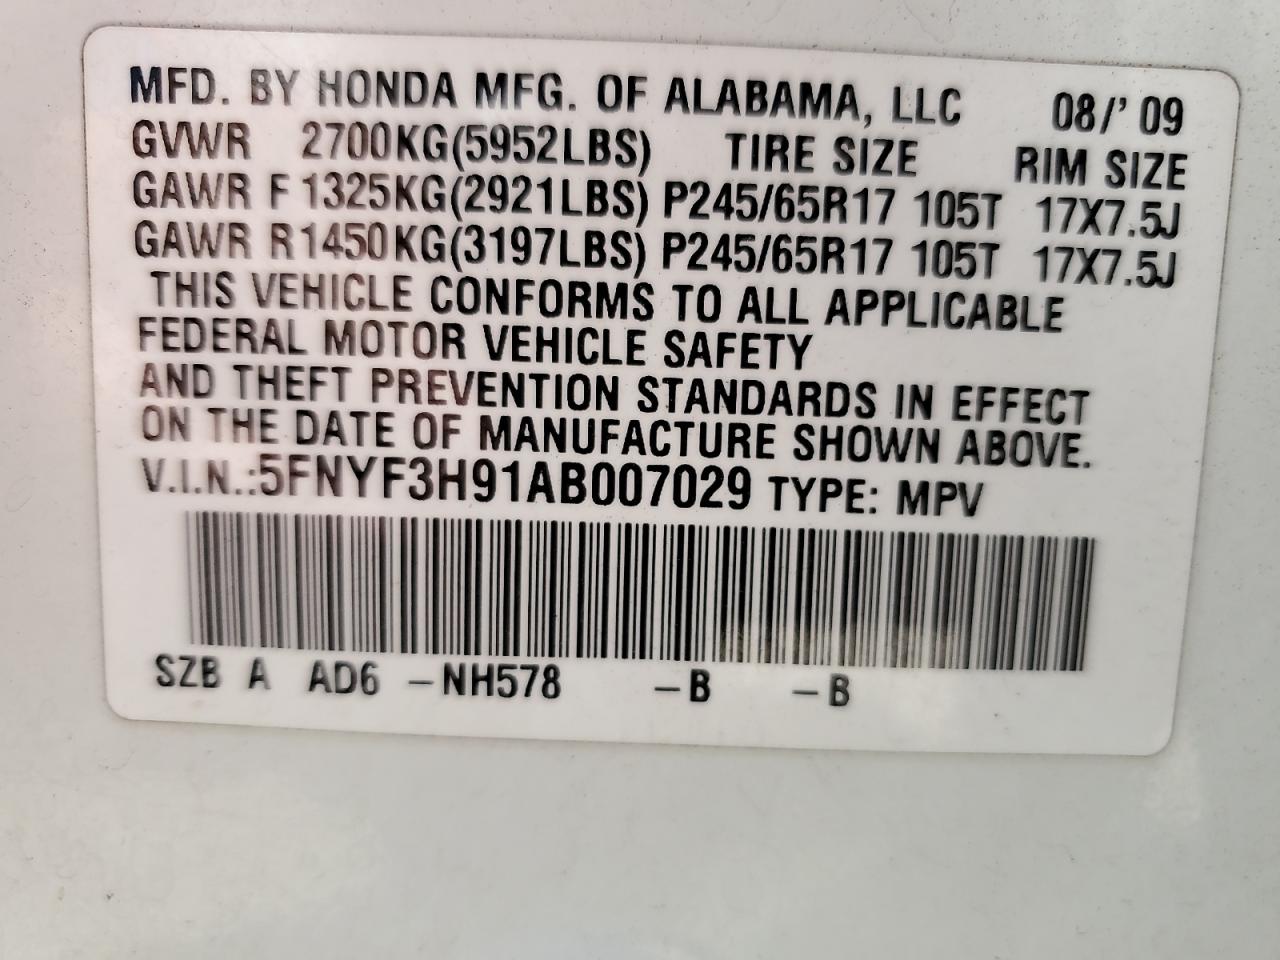 MFD. BY HONDA MFG. OF ALABAMA, LLC 08/'09
GVWR 2700KG(5952LBS) TIRE SIZE RIM SIZE
GAWR F 1325KG(2921LBS) P245/65R17 105T 17X7.5J
GAWR R1450KG(3197LBS) P245/65R17 105T 17X7.5J
THIS VEHICLE CONFORMS TO ALL APPLICABLE
FEDERAL MOTOR VEHICLE SAFETY
AND THEFT PREVENTION STANDARDS IN EFFECT
ON THE DATE OF MANUFACTURE SHOWN ABOVE.
V.I.N.:5FNYF3H91AB007029 TYPE: MPV
SZB A AD6 -NH578 -B -B